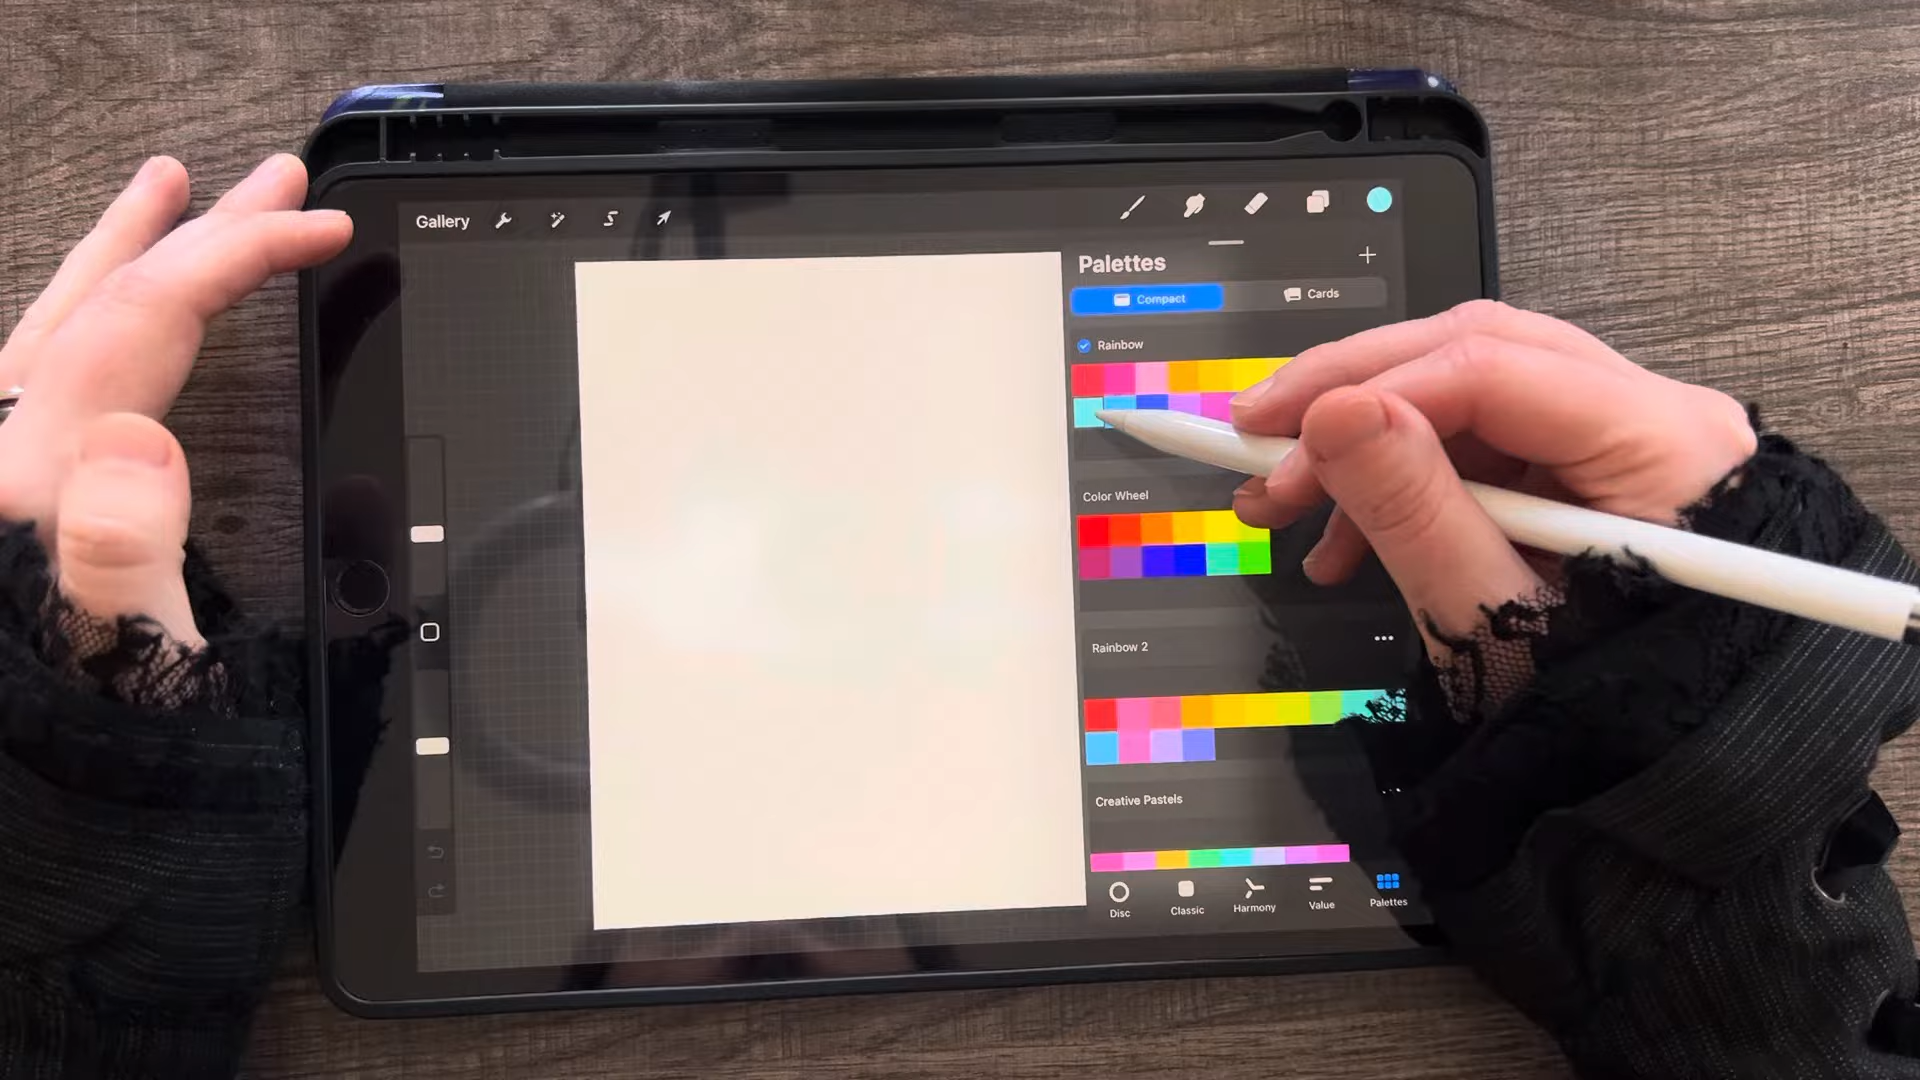 Gallery
Palettes
Compact
Cards
Rainbow
Color Wheel
Rainbow 2
Creative Pastels
Disc
Classic
Harmony
Value
Palettes